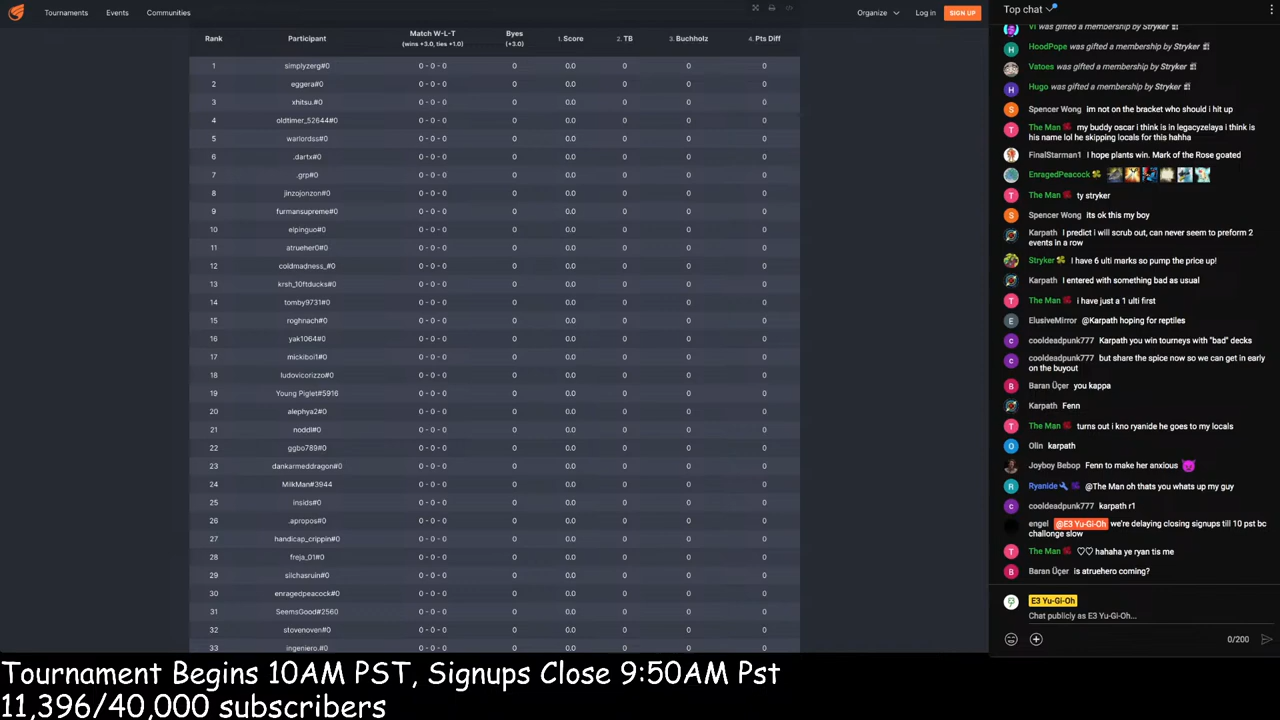 Tournaments Events Communities Organize Log in SIGN UP
Rank Participant Match W-L-T Byes 1. Score 2. TB 3. Buchholz 4. Pts Diff
(wins +3.0, ties +1.0) (+3.0)
1 simplyzerg#0 0 - 0 - 0 0 0.0 0 0 0
2 eggera#0 0 - 0 - 0 0 0.0 0 0 0
3 xhitsu.#0 0 - 0 - 0 0 0.0 0 0 0
4 oldtimer_52644#0 0 - 0 - 0 0 0.0 0 0 0
5 warlordss#0 0 - 0 - 0 0 0.0 0 0 0
6 .dartx#0 0 - 0 - 0 0 0.0 0 0 0
7 .grp#0 0 - 0 - 0 0 0.0 0 0 0
8 jinzojonzon#0 0 - 0 - 0 0 0.0 0 0 0
9 furmansupreme#0 0 - 0 - 0 0 0.0 0 0 0
10 elpinguo#0 0 - 0 - 0 0 0.0 0 0 0
11 atrueher0#0 0 - 0 - 0 0 0.0 0 0 0
12 coldmadness_#0 0 - 0 - 0 0 0.0 0 0 0
13 krsh_10ftducks#0 0 - 0 - 0 0 0.0 0 0 0
14 tomby9731#0 0 - 0 - 0 0 0.0 0 0 0
15 roghnach#0 0 - 0 - 0 0 0.0 0 0 0
16 yak1064#0 0 - 0 - 0 0 0.0 0 0 0
17 mickiboi1#0 0 - 0 - 0 0 0.0 0 0 0
18 ludovicorizzo#0 0 - 0 - 0 0 0.0 0 0 0
19 Young Piglet#5916 0 - 0 - 0 0 0.0 0 0 0
20 alephya2#0 0 - 0 - 0 0 0.0 0 0 0
21 noddl#0 0 - 0 - 0 0 0.0 0 0 0
22 ggbo789#0 0 - 0 - 0 0 0.0 0 0 0
23 dankarmeddragon#0 0 - 0 - 0 0 0.0 0 0 0
24 MilkMan#3944 0 - 0 - 0 0 0.0 0 0 0
25 insids#0 0 - 0 - 0 0 0.0 0 0 0
26 .apropos#0 0 - 0 - 0 0 0.0 0 0 0
27 handicap_crippin#0 0 - 0 - 0 0 0.0 0 0 0
28 freja_01#0 0 - 0 - 0 0 0.0 0 0 0
29 silchasruin#0 0 - 0 - 0 0 0.0 0 0 0
30 enragedpeacock#0 0 - 0 - 0 0 0.0 0 0 0
31 SeemsGood#2560 0 - 0 - 0 0 0.0 0 0 0
32 stovenoven#0 0 - 0 - 0 0 0.0 0 0 0
33 ingeniero.#0 0 - 0 - 0 0 0.0 0 0 0
Top chat
Vi was gifted a membership by Stryker
HoodPope was gifted a membership by Stryker
Vatoes was gifted a membership by Stryker
Hugo was gifted a membership by Stryker
Spencer Wong im not on the bracket who should i hit up
The Man my buddy oscar i think is in legacyzelaya i think is
his name lol he skipping locals for this hahha
FinalStarman1 I hope plants win. Mark of the Rose goated
EnragedPeacock
The Man ty stryker
Spencer Wong its ok this my boy
Karpath I predict i will scrub out, can never seem to preform 2
events in a row
Stryker I have 6 ulti marks so pump the price up!
Karpath I entered with something bad as usual
The Man i have just a 1 ulti first
ElusiveMirror @Karpath hoping for reptiles
cooldeadpunk777 Karpath you win tourneys with "bad" decks
cooldeadpunk777 but share the spice now so we can get in early
on the buyout
Baran Üçer you kappa
Karpath Fenn
The Man turns out i kno ryanide he goes to my locals
Olin karpath
Joyboy Bebop Fenn to make her anxious
Ryanide @The Man oh thats you whats up my guy
cooldeadpunk777 karpath r1
engel @E3 Yu-Gi-Oh we're delaying closing signups till 10 pst bc
challonge slow
The Man ♡♡ hahaha ye ryan tis me
Baran Üçer is atruehero coming?
E3 Yu-Gi-Oh
Chat publicly as E3 Yu-Gi-Oh...
0/200
Tournament Begins 10AM PST, Signups Close 9:50AM Pst
11,396/40,000 subscribers